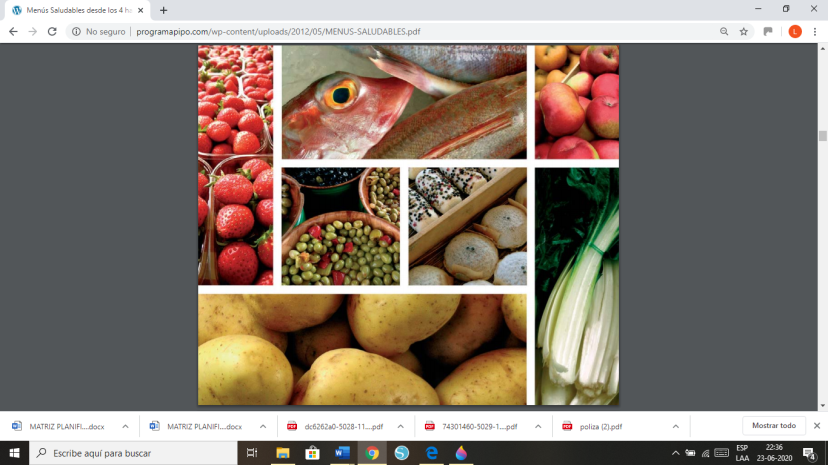 Menús Saludables desde los 4 h
No seguro | programapipo.com/wp-content/uploads/2012/05/MENUS-SALUDABLES.pdf
L
MATRIZ PLANIFI....docx
MATRIZ PLANIFI....docx
dc6262a0-5028-11....pdf
74301460-5029-1....pdf
poliza (2).pdf
Mostrar todo
Escribe aquí para buscar
ESP
LAA
22:36
23-06-2020
4